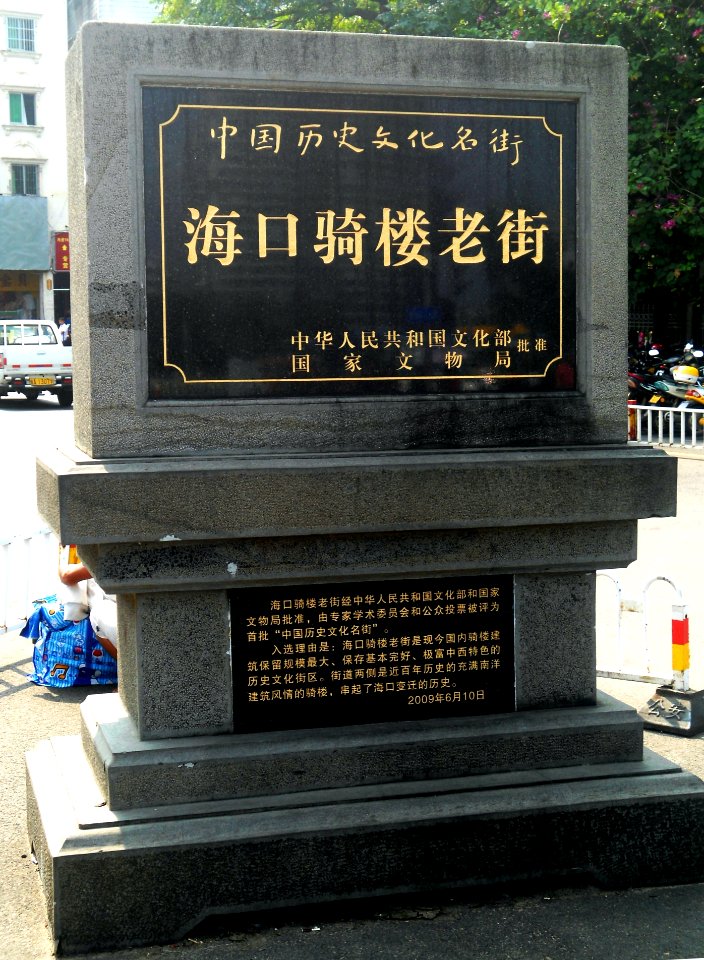 中国历史文化名街
海口骑楼老街
中华人民共和国文化部
国家文物局 批准
海口骑楼老街经中华人民共和国文化部和国家
文物局批准，由专家学术委员会和公众投票被评为
首批“中国历史文化名街”。
入选理由是：海口骑楼老街是现今国内骑楼建
筑保留规模最大、保存基本完好、极富中西特色的
历史文化街区。街道两侧是近百年历史的充满南洋
建筑风情的骑楼，串起了海口变迁的历史。
2009年6月10日
公安